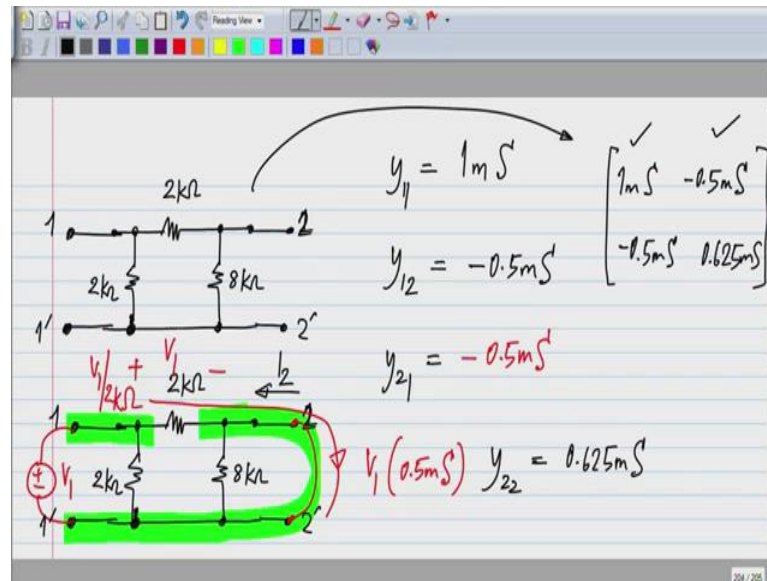 Reading View
B I
2kΩ
1 2
2kΩ 8kΩ
1' 2'
y11 = 1mS
y12 = -0.5mS
y21 = -0.5mS
y22 = 0.625mS
✓ ✓
1mS -0.5mS
-0.5mS 0.625mS
V1/2kΩ + V1 -
2kΩ I2
1 2
± V1 2kΩ 8kΩ V1(0.5mS)
1' 2'
204 / 205